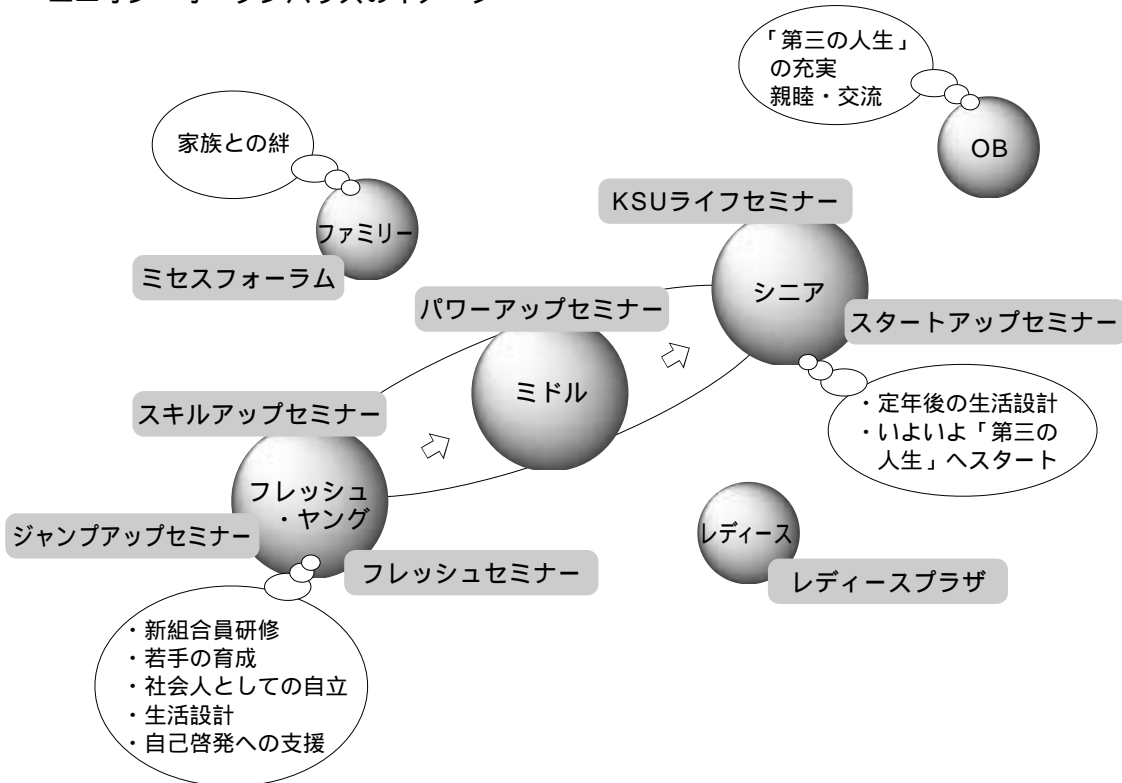 「第三の人生」
の充実
親睦・交流
OB
家族との絆
ファミリー
ミセスフォーラム
KSUライフセミナー
シニア
スタートアップセミナー
・定年後の生活設計
・いよいよ「第三の
人生」へスタート
パワーアップセミナー
ミドル
スキルアップセミナー
フレッシュ
・ヤング
ジャンプアップセミナー
フレッシュセミナー
レディース
レディースプラザ
・新組合員研修
・若手の育成
・社会人としての自立
・生活設計
・自己啓発への支援